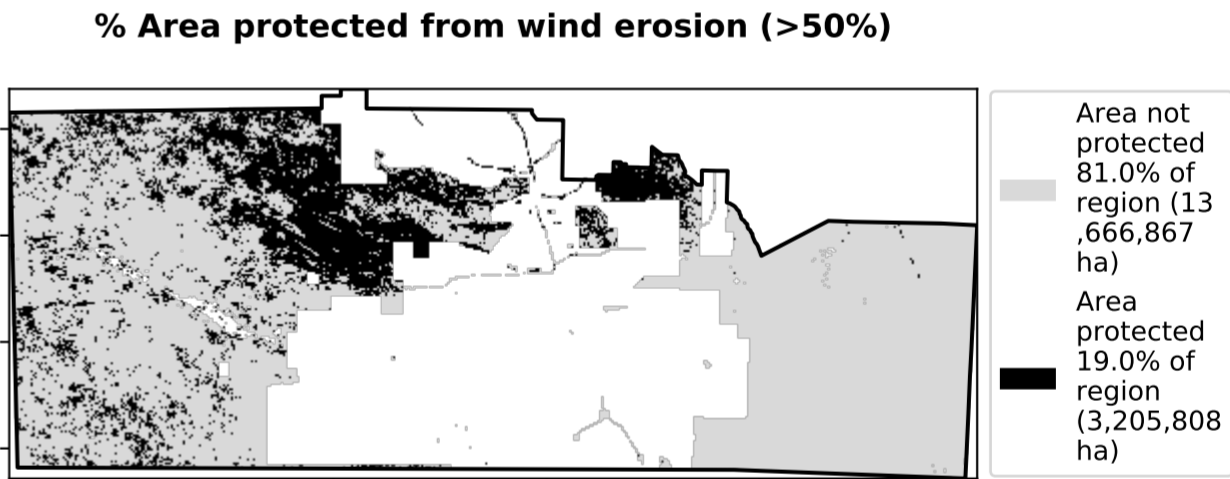 % Area protected from wind erosion (>50%)
Area not
protected
81.0% of
region (13
,666,867
ha)
Area
protected
19.0% of
region
(3,205,808
ha)